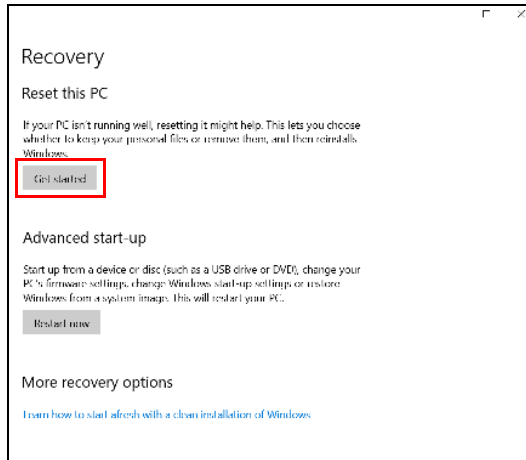 Recovery
Reset this PC
If your PC isn't running well, resetting it might help. This lets you choose
whether to keep your personal files or remove them, and then reinstalls
Windows.
Get started
Advanced start-up
Start up from a device or disc (such as a USB drive or DVD), change your
PC's firmware settings, change Windows start-up settings or restore
Windows from a system image. This will restart your PC.
Restart now
More recovery options
Learn how to start afresh with a clean installation of Windows